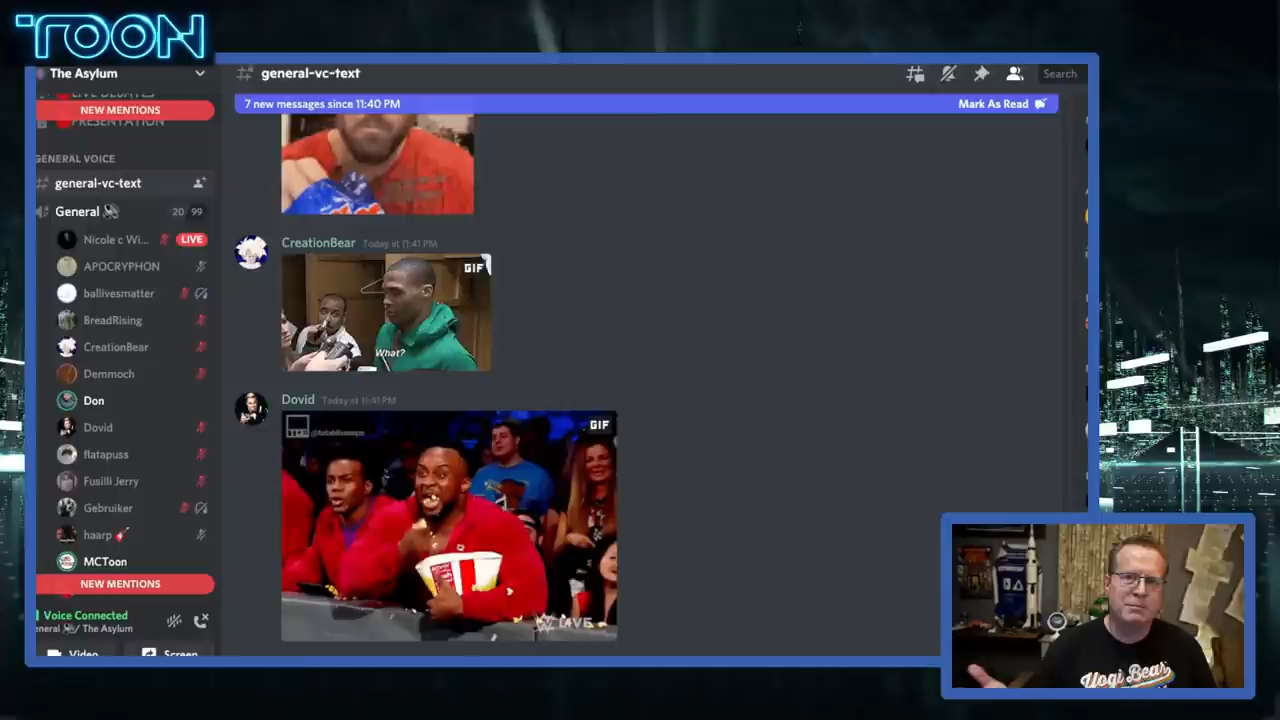 TOON
The Asylum
general-vc-text
Search
NEW MENTIONS
7 new messages since 11:40 PM
Mark As Read
PRESENTATION
GENERAL VOICE
general-vc-text
General
20 99
Nicole c Wi...
LIVE
APOCRYPHON
ballivesmatter
BreadRising
CreationBear
Demmoch
Don
Dovid
flatapuss
Fusilli Jerry
Gebruiker
haarp
MCToon
NEW MENTIONS
Voice Connected
eneral / The Asylum
Video
Screen
CreationBear Today at 11:41 PM
GIF
What?
Dovid Today at 11:41 PM
GIF
LIVE
Yogi Bear